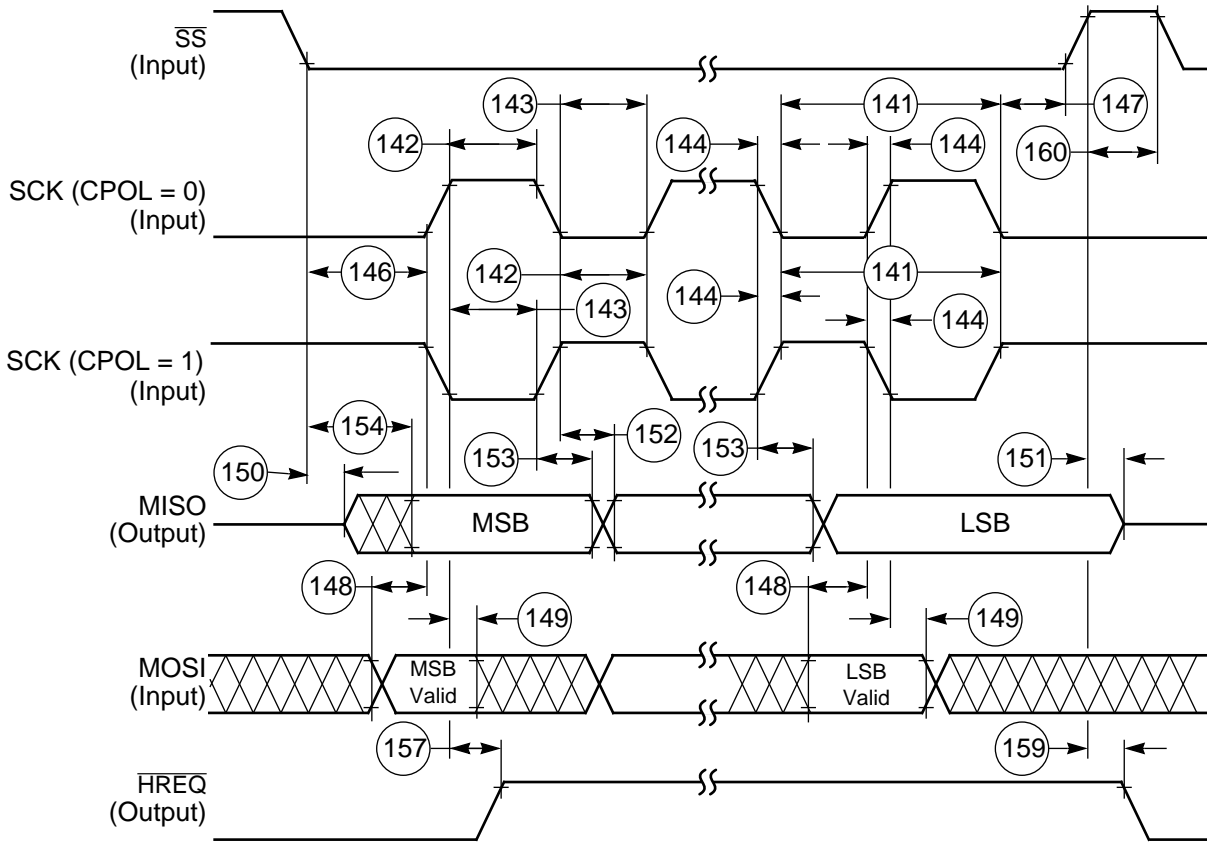 SS
(Input)
143
141
147
142
144
144
160
SCK (CPOL = 0)
(Input)
146
142
141
144
143
144
SCK (CPOL = 1)
(Input)
154
152
150
153
153
151
MISO
(Output)
MSB
LSB
148
148
149
149
MOSI
(Input)
MSB
Valid
LSB
Valid
157
159
HREQ
(Output)